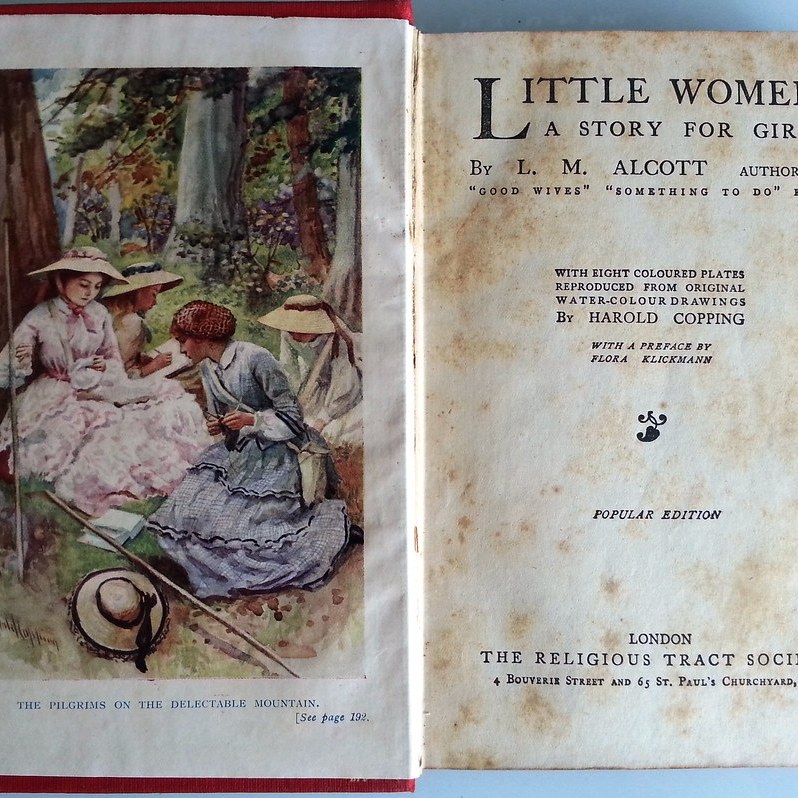 THE PILGRIMS ON THE DELECTABLE MOUNTAIN.
[See page 192.
LITTLE WOMEN
A STORY FOR GIR
By L. M. ALCOTT AUTHOR
"GOOD WIVES" "SOMETHING TO DO"
WITH EIGHT COLOURED PLATES
REPRODUCED FROM ORIGINAL
WATER-COLOUR DRAWINGS
By HAROLD COPPING
WITH A PREFACE BY
FLORA KLICKMANN
POPULAR EDITION
LONDON
THE RELIGIOUS TRACT SOCI
4 Bouverie Street and 65 St. Paul's Churchyard,